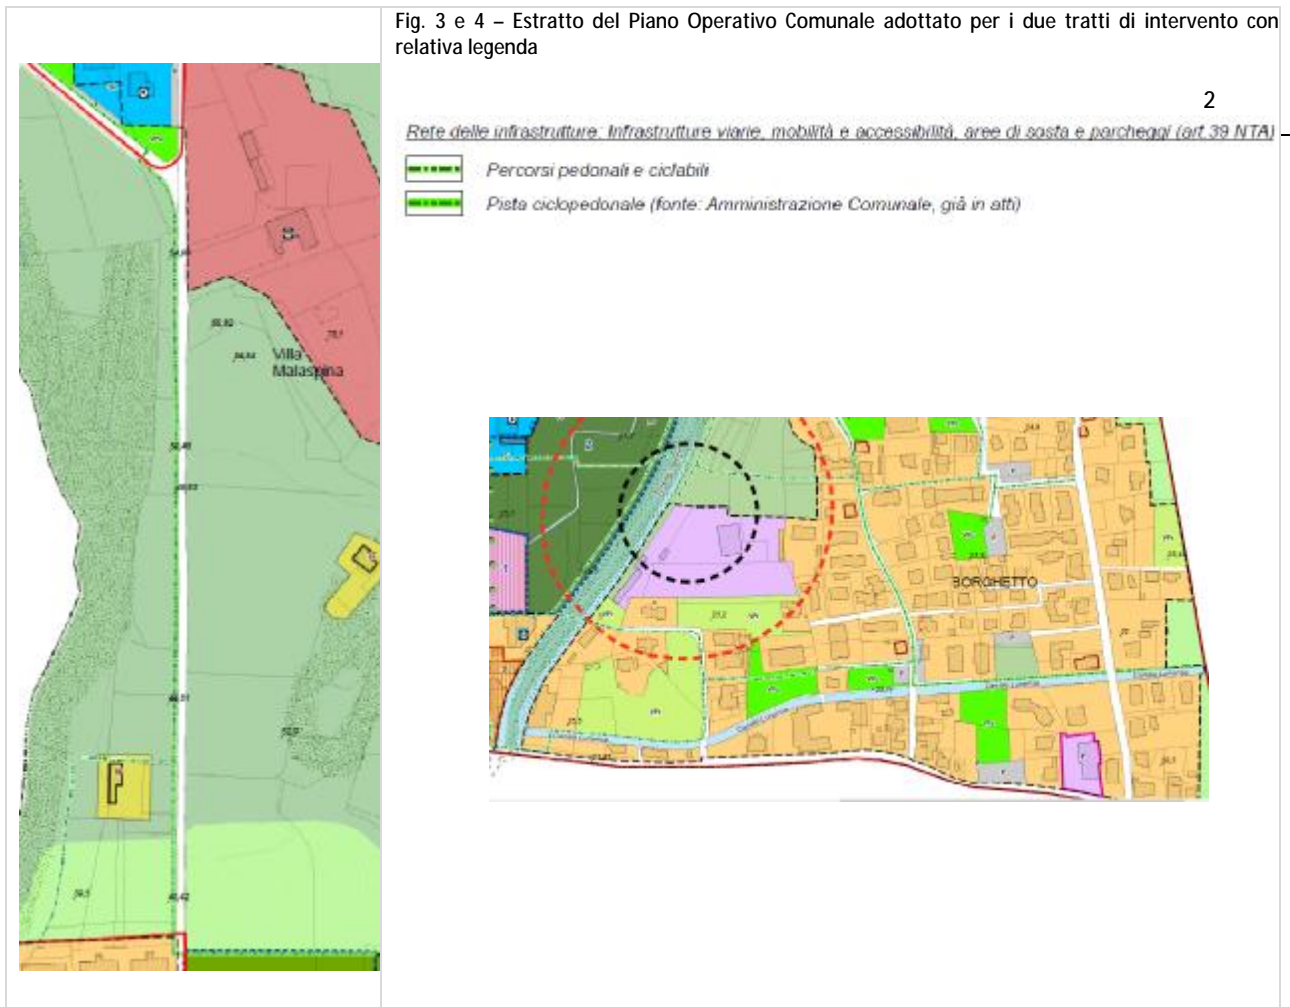 Fig. 3 e 4 – Estratto del Piano Operativo Comunale adottato per i due tratti di intervento con
relativa legenda
2
Rete delle infrastrutture: Infrastrutture viarie, mobilità e accessibilità, aree di sosta e parcheggi (art.39 NTA)
Percorsi pedonali e ciclabili
Pista ciclopedonale (fonte: Amministrazione Comunale, già in atti)
Villa
Malaspina
BORGHETTO